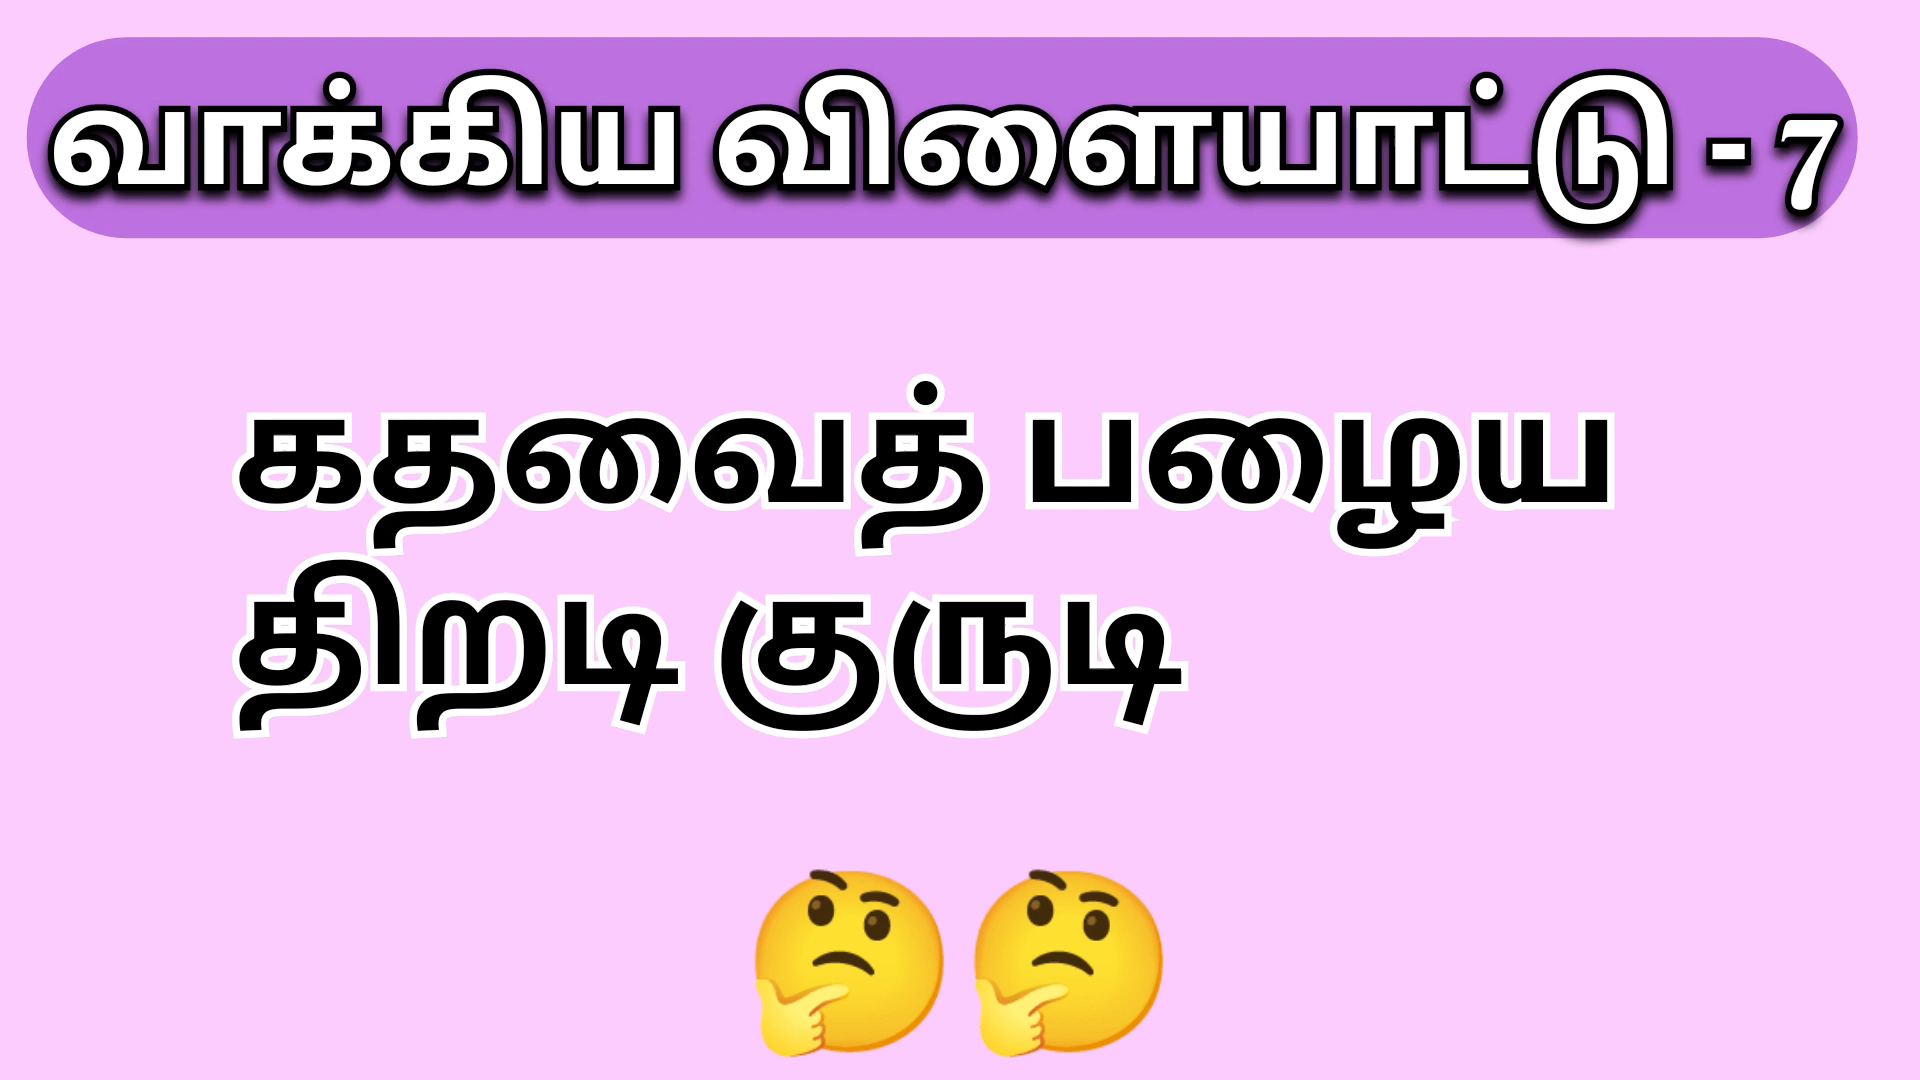 வாக்கிய விளையாட்டு - 7
கதவைத் பழைய
திறடி குருடி